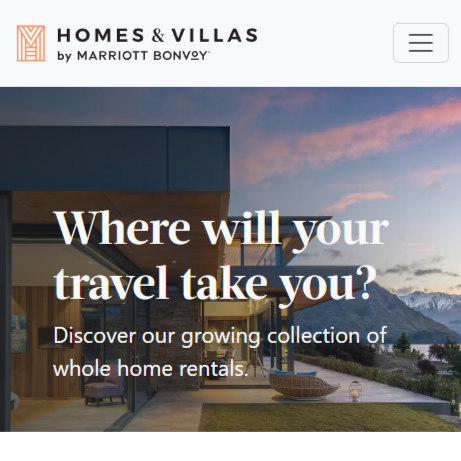 HOMES & VILLAS
by MARRIOTT BONVOY
Where will your
travel take you?
Discover our growing collection of
whole home rentals.